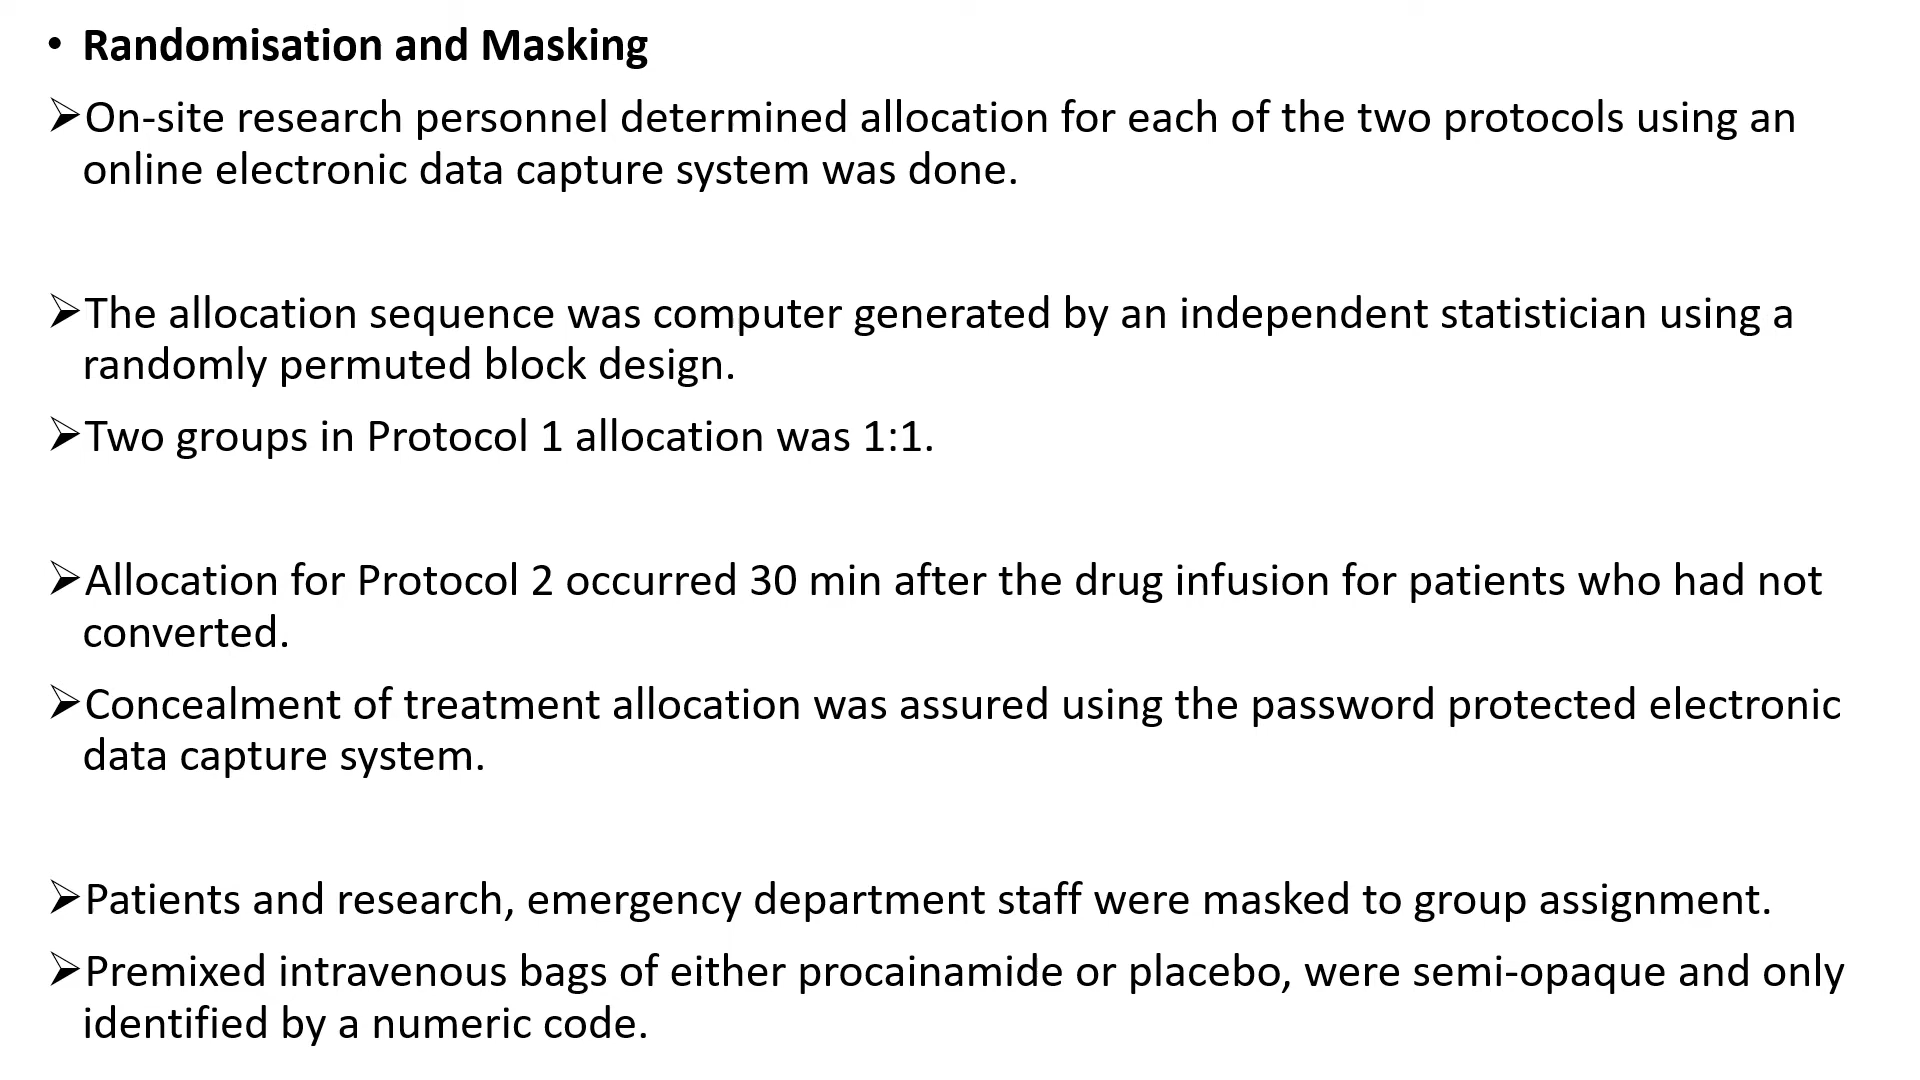 • Randomisation and Masking
➢On-site research personnel determined allocation for each of the two protocols using an
online electronic data capture system was done.
➢The allocation sequence was computer generated by an independent statistician using a
randomly permuted block design.
➢Two groups in Protocol 1 allocation was 1:1.
➢Allocation for Protocol 2 occurred 30 min after the drug infusion for patients who had not
converted.
➢Concealment of treatment allocation was assured using the password protected electronic
data capture system.
➢Patients and research, emergency department staff were masked to group assignment.
➢Premixed intravenous bags of either procainamide or placebo, were semi-opaque and only
identified by a numeric code.